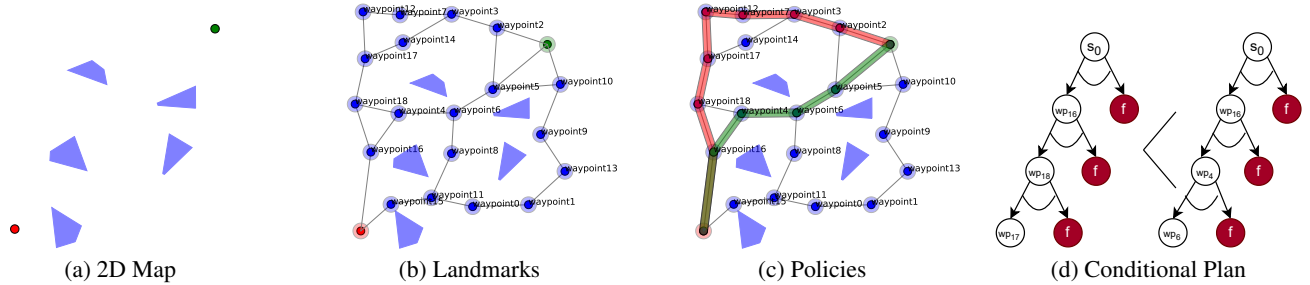 waypoint12
waypoint7
waypoint3
waypoint2
waypoint14
waypoint17
waypoint5
waypoint10
waypoint18
waypoint4
waypoint6
waypoint9
waypoint16
waypoint8
waypoint13
waypoint11
waypoint15
waypoint0
waypoint1
waypoint12
waypoint7
waypoint3
waypoint2
waypoint14
waypoint17
waypoint5
waypoint10
waypoint18
waypoint4
waypoint6
waypoint9
waypoint16
waypoint8
waypoint13
waypoint11
waypoint15
waypoint0
waypoint1
s0
wp16
f
wp18
f
wp17
f
s0
wp16
f
wp4
f
wp6
f
(a) 2D Map
(b) Landmarks
(c) Policies
(d) Conditional Plan